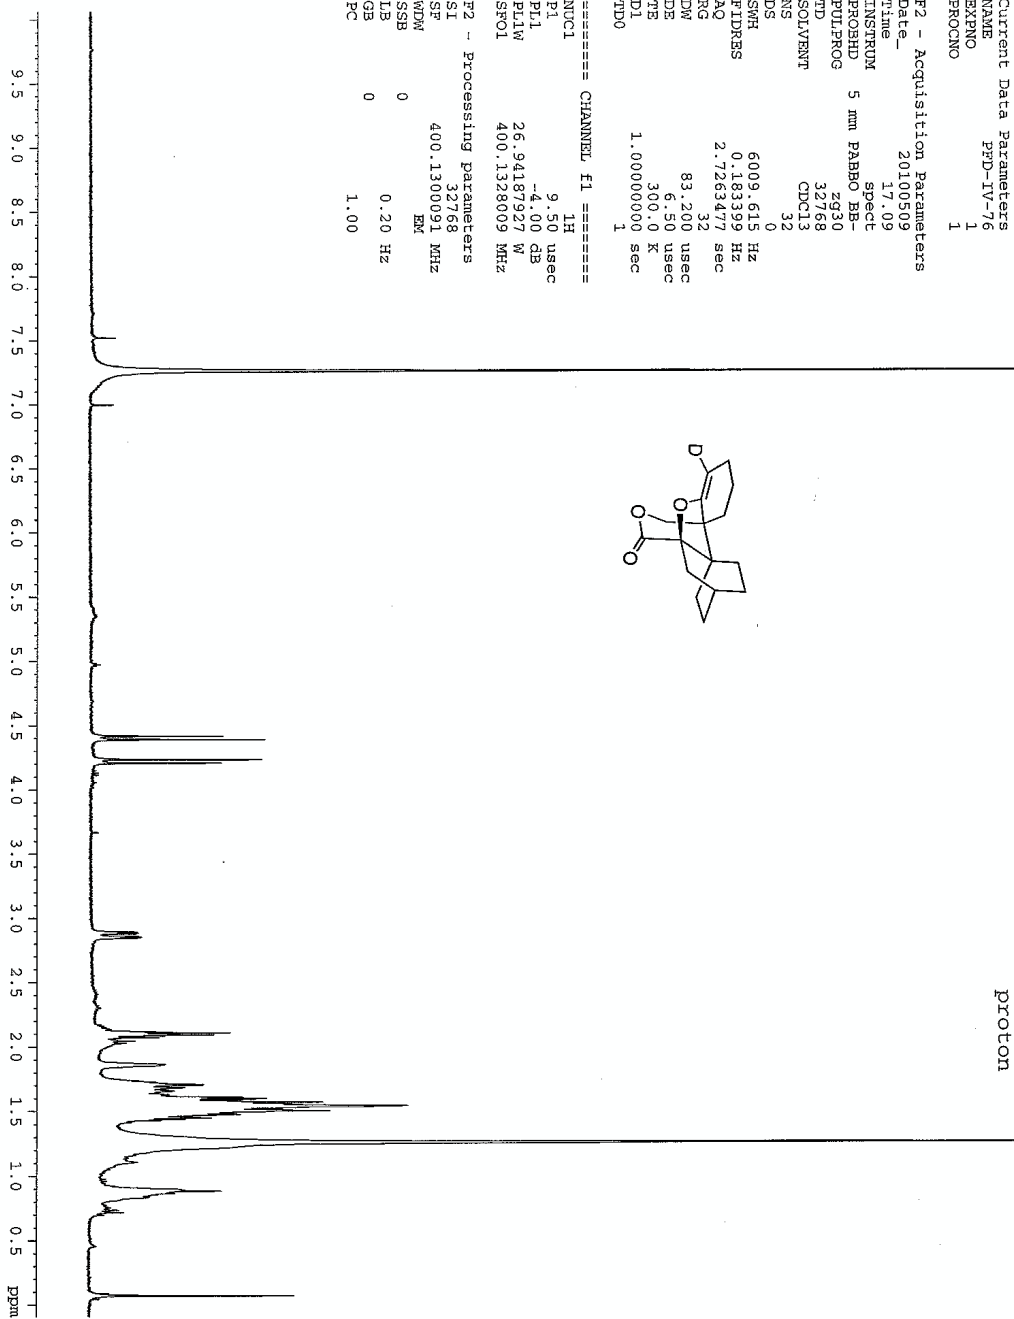 proton
Current Data Parameters
NAME PFD-IV-76
EXPNO 1
PROCNO 1
F2 - Acquisition Parameters
Date_ 20100509
Time 17.09
INSTRUM spect
PROBHD 5 mm PABBO BB-
PULPROG zg30
TD 32768
SOLVENT CDCl3
NS 32
DS 0
SWH 6009.615 Hz
FIDRES 0.183399 Hz
AQ 2.7263477 sec
RG 32
DW 83.200 usec
DE 6.50 usec
TE 300.0 K
D1 1.00000000 sec
TD0 1
======== CHANNEL f1 ========
NUC1 1H
P1 9.50 usec
PL1 -4.00 dB
PL1W 26.94187927 W
SFO1 400.1328009 MHz
F2 - Processing parameters
SI 32768
SF 400.1300091 MHz
WDW EM
SSB 0
LB 0.20 Hz
GB 0
PC 1.00
D
O
O
O
9.5 9.0 8.5 8.0 7.5 7.0 6.5 6.0 5.5 5.0 4.5 4.0 3.5 3.0 2.5 2.0 1.5 1.0 0.5 ppm